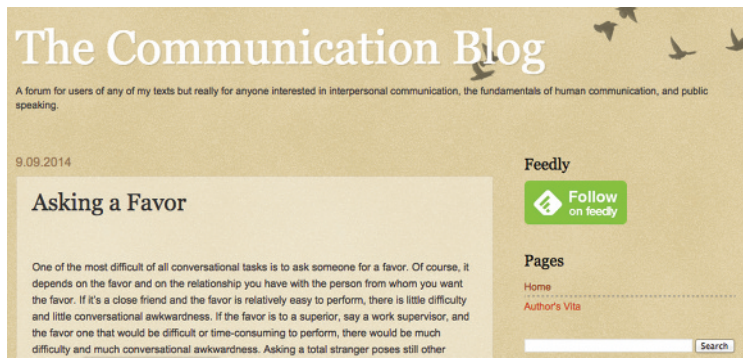 The Communication Blog
A forum for users of any of my texts but really for anyone interested in interpersonal communication, the fundamentals of human communication, and public
speaking.
9.09.2014
Asking a Favor
One of the most difficult of all conversational tasks is to ask someone for a favor. Of course, it
depends on the favor and on the relationship you have with the person from whom you want
the favor. If it's a close friend and the favor is relatively easy to perform, there is little difficulty
and little conversational awkwardness. If the favor is to a superior, say a work supervisor, and
the favor one that would be difficult or time-consuming to perform, there would be much
difficulty and much conversational awkwardness. Asking a total stranger poses still other
Feedly
Follow
on feedly
Pages
Home
Author's Vita
Search